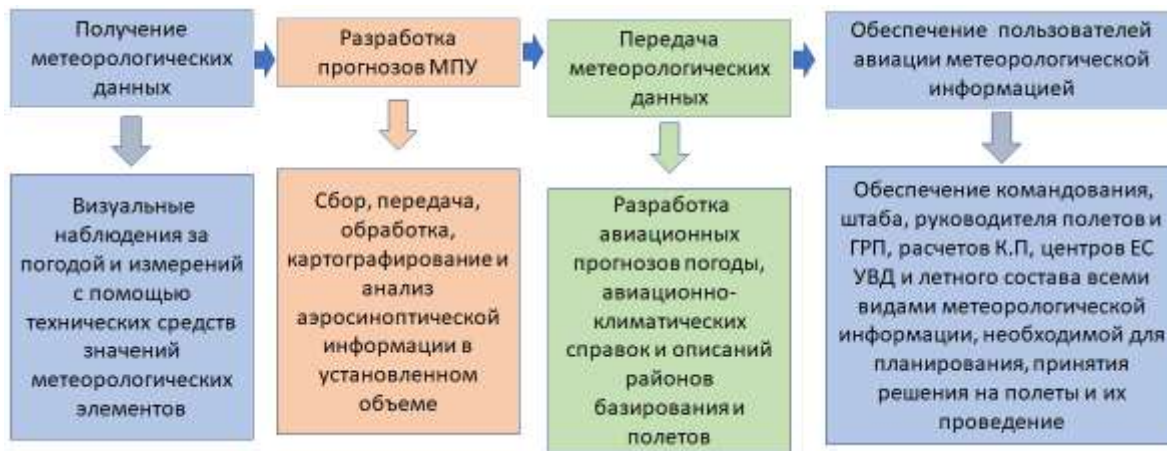 Получение
метеорологических
данных
Разработка
прогнозов МПУ
Передача
метеорологических
данных
Обеспечение пользователей
авиации метеорологической
информацией
Визуальные
наблюдения за
погодой и измерений
с помощью
технических средств
значений
метеорологических
элементов
Сбор, передача,
обработка,
картографирование и
анализ
аэросиноптической
информации в
установленном
объеме
Разработка
авиационных
прогнозов погоды,
авиационно-
климатических
справок и описаний
районов
базирования и
полетов
Обеспечение командования,
штаба, руководителя полетов и
ГРП, расчетов К.П, центров ЕС
УВД и летного состава всеми
видами метеорологической
информации, необходимой для
планирования, принятия
решения на полеты и их
проведение